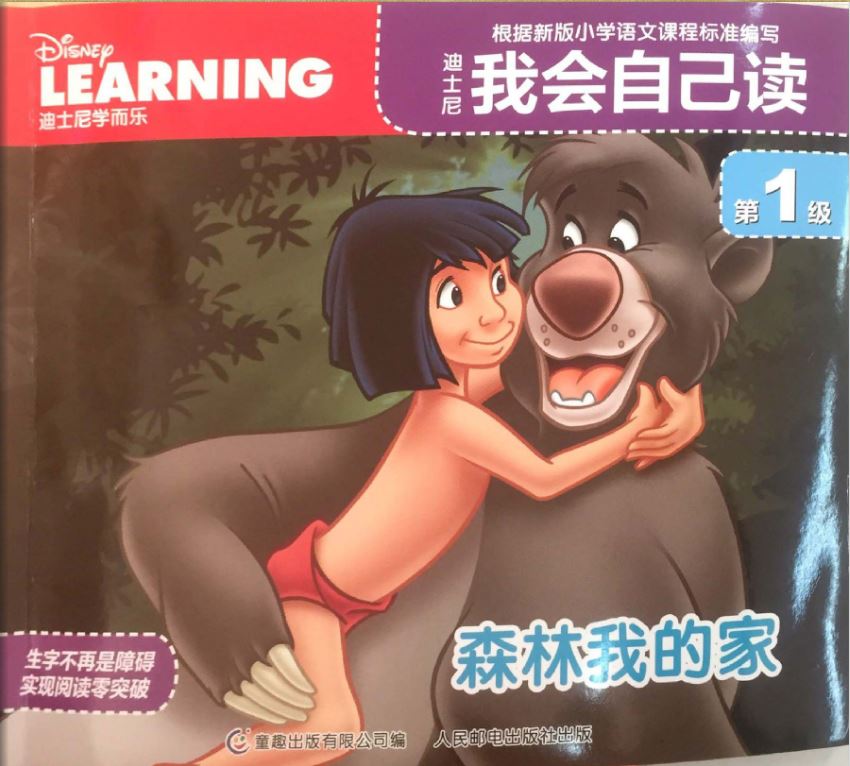 Disney
LEARNING
迪士尼学而乐
根据新版小学语文课程标准编写
迪士尼
我会自己读
第1级
森林我的家
生字不再是障碍
实现阅读零突破
童趣出版有限公司编
人民邮电出版社出版